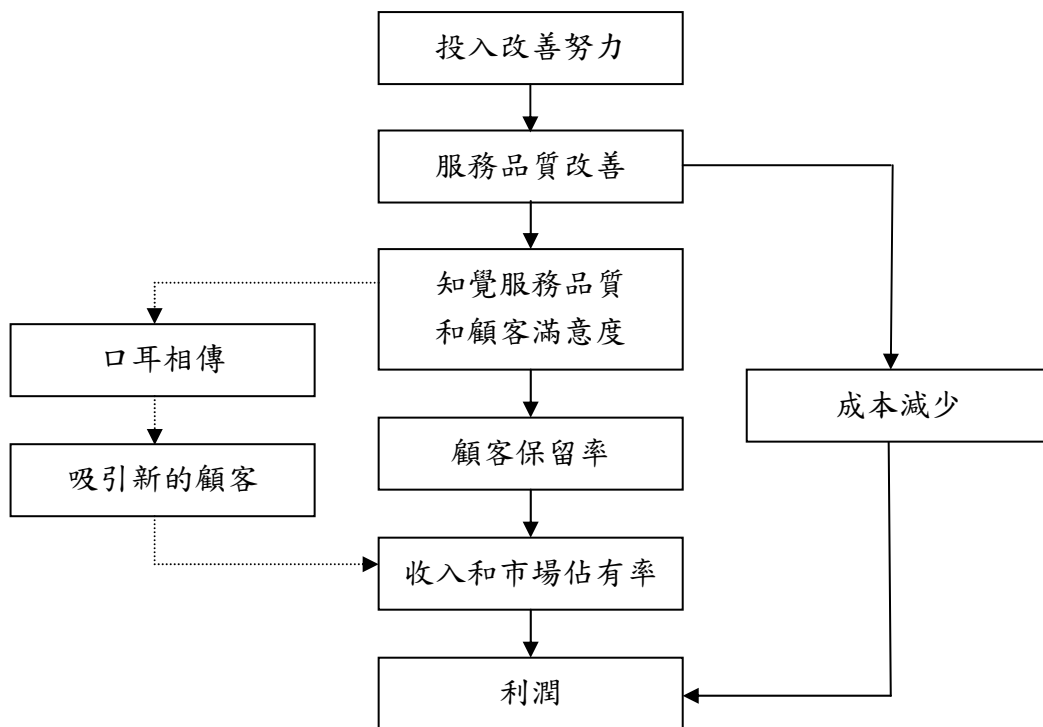 投入改善努力
服務品質改善
知覺服務品質
和顧客滿意度
口耳相傳
成本減少
顧客保留率
吸引新的顧客
收入和市場佔有率
利潤